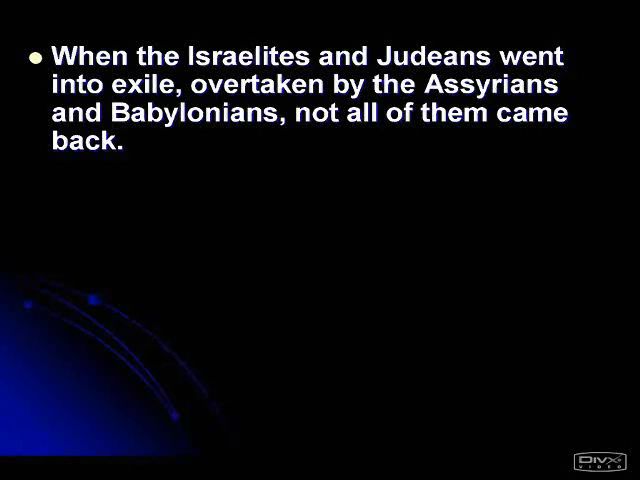 When the Israelites and Judeans went
into exile, overtaken by the Assyrians
and Babylonians, not all of them came
back.
DIVX
VIDEO